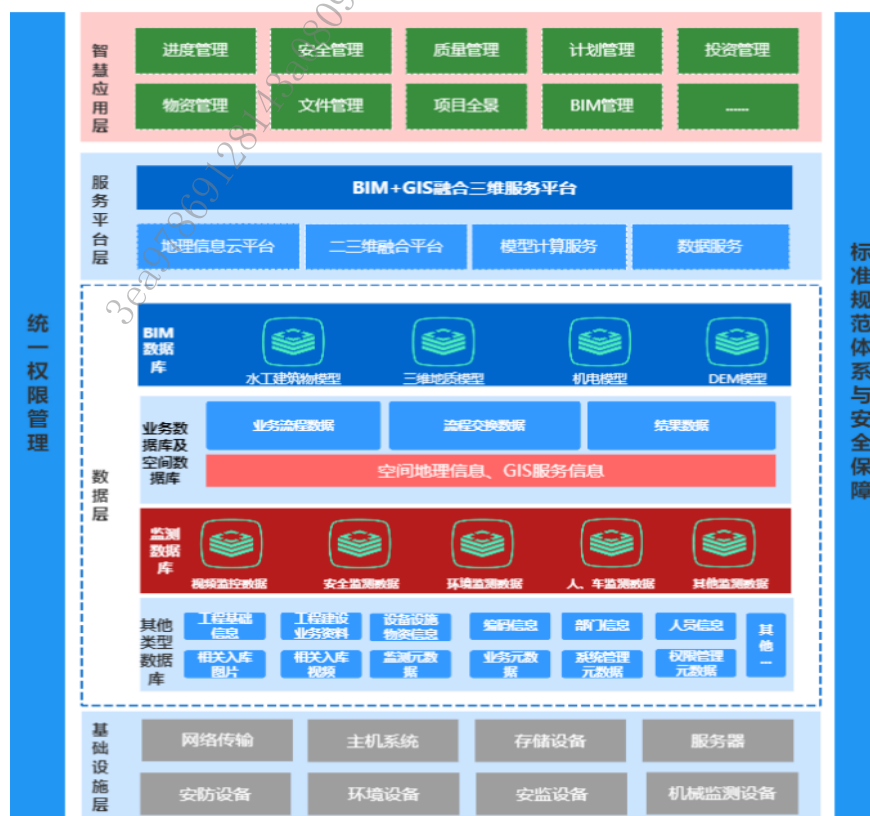 统一权限管理
智慧应用层
进度管理
安全管理
质量管理
计划管理
投资管理
物资管理
文件管理
项目全景
BIM管理
......
服务平台层
BIM+GIS融合三维服务平台
地理信息云平台
二三维融合平台
模型计算服务
数据服务
数据层
BIM
数据
库
水工建筑物模型
三维地质模型
机电模型
DEM模型
业务数
据库及
空间数
据库
业务流程数据
流程交换数据
结果数据
空间地理信息、GIS服务信息
监测
数据
库
视频监控数据
安全监测数据
环境监测数据
人、车监测数据
其他监测数据
其他
类型
数据
库
工程基础
信息
工程建设
业务资料
设备设施
物资信息
编码信息
部门信息
人员信息
相关入库
图片
相关入库
视频
监测元数
据
业务元数
据
系统管理
元数据
权限管理
元数据
其他...
基础设施层
网络传输
主机系统
存储设备
服务器
安防设备
环境设备
安监设备
机械监测设备
标准规范体系与安全保障